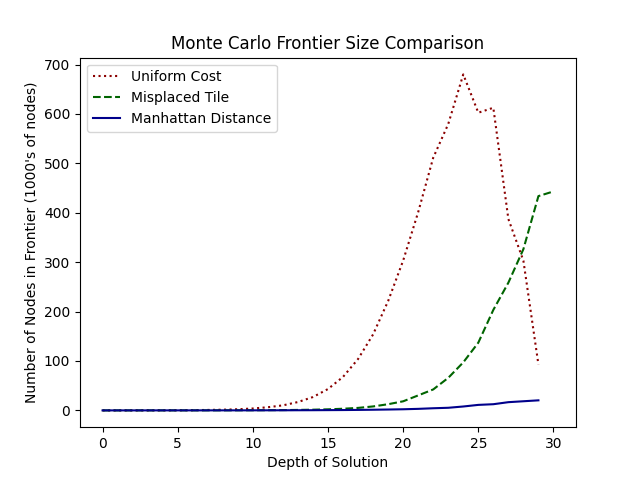 Monte Carlo Frontier Size Comparison
Uniform Cost
Misplaced Tile
Manhattan Distance
Number of Nodes in Frontier (1000's of nodes)
700
600
500
400
300
200
100
0
0 5 10 15 20 25 30
Depth of Solution